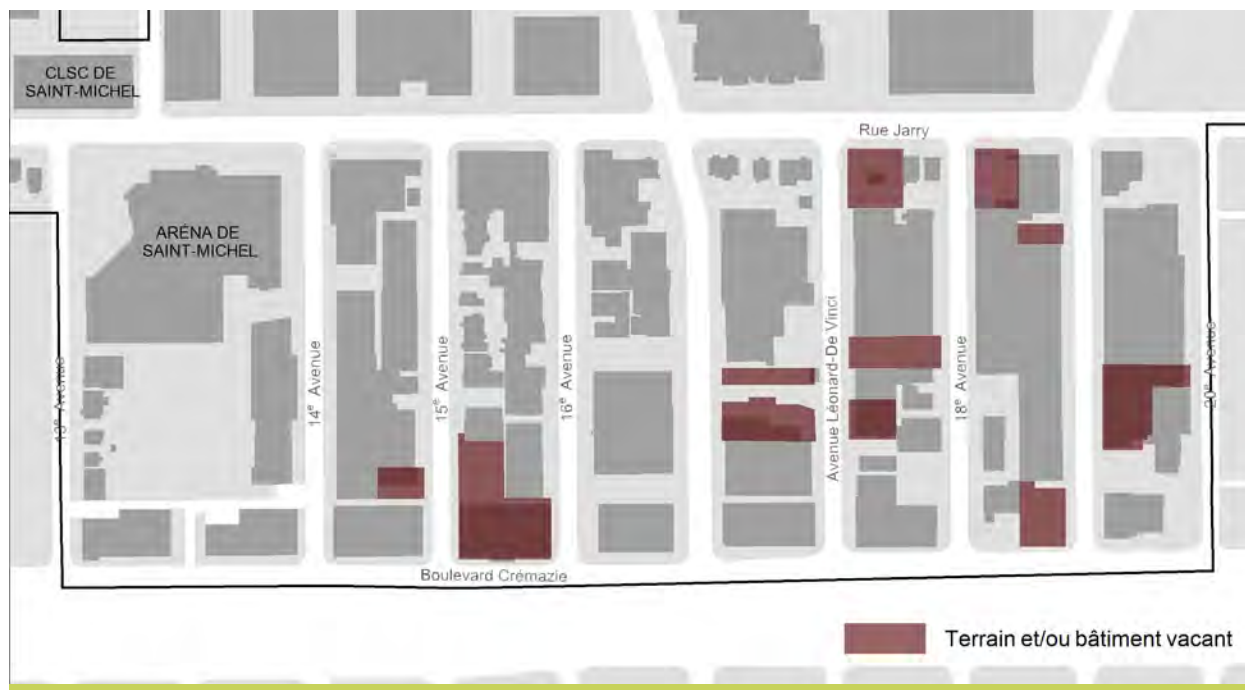 CLSC DE
SAINT-MICHEL
Rue Jarry
ARÉNA DE
SAINT-MICHEL
13e Avenue
14e Avenue
15e Avenue
16e Avenue
Avenue Léonard-De Vinci
18e Avenue
20e Avenue
Boulevard Crémazie
Terrain et/ou bâtiment vacant